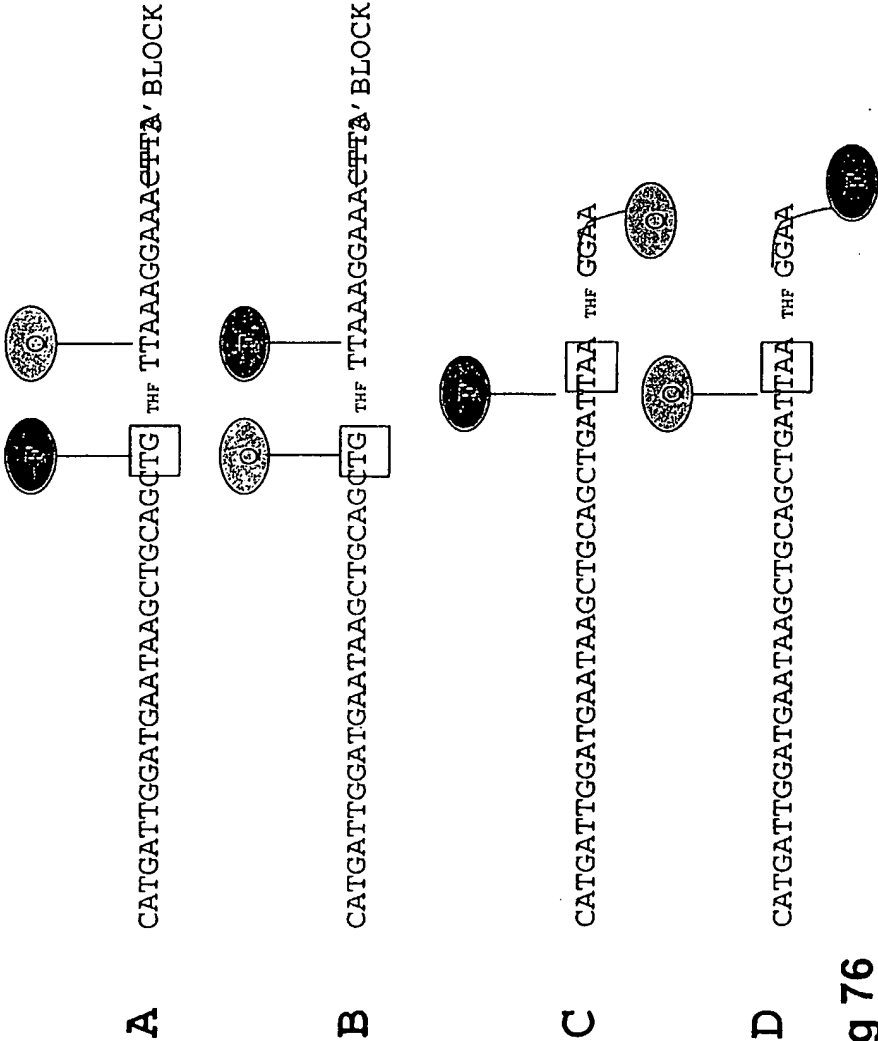 F Q
A CATGATTGGATGAATAAGCTGCAGCTG THF TTAAAGGAAACTTA'BLOCK
Q F
B CATGATTGGATGAATAAGCTGCAGCTG THF TTAAAGGAAACTTA'BLOCK
F
C CATGATTGGATGAATAAGCTGCAGCTGATTAA THF GGAA
Q
Q
D CATGATTGGATGAATAAGCTGCAGCTGATTAA THF GGAA
F
g 76